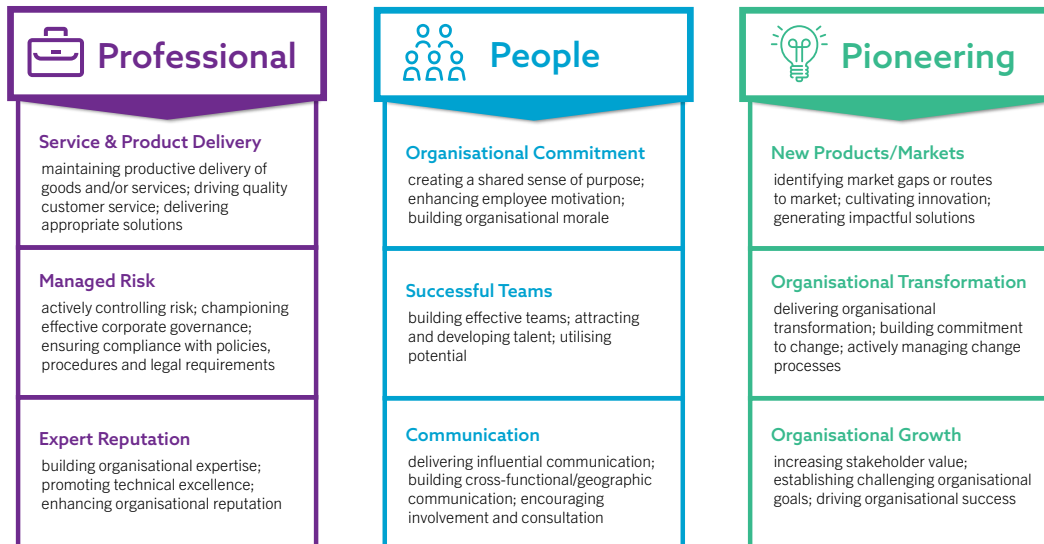 Professional
Service & Product Delivery
maintaining productive delivery of
goods and/or services; driving quality
customer service; delivering
appropriate solutions
Managed Risk
actively controlling risk; championing
effective corporate governance;
ensuring compliance with policies,
procedures and legal requirements
Expert Reputation
building organisational expertise;
promoting technical excellence;
enhancing organisational reputation
People
Organisational Commitment
creating a shared sense of purpose;
enhancing employee motivation;
building organisational morale
Successful Teams
building effective teams; attracting
and developing talent; utilising
potential
Communication
delivering influential communication;
building cross-functional/geographic
communication; encouraging
involvement and consultation
Pioneering
New Products/Markets
identifying market gaps or routes
to market; cultivating innovation;
generating impactful solutions
Organisational Transformation
delivering organisational
transformation; building commitment
to change; actively managing change
processes
Organisational Growth
increasing stakeholder value;
establishing challenging organisational
goals; driving organisational success